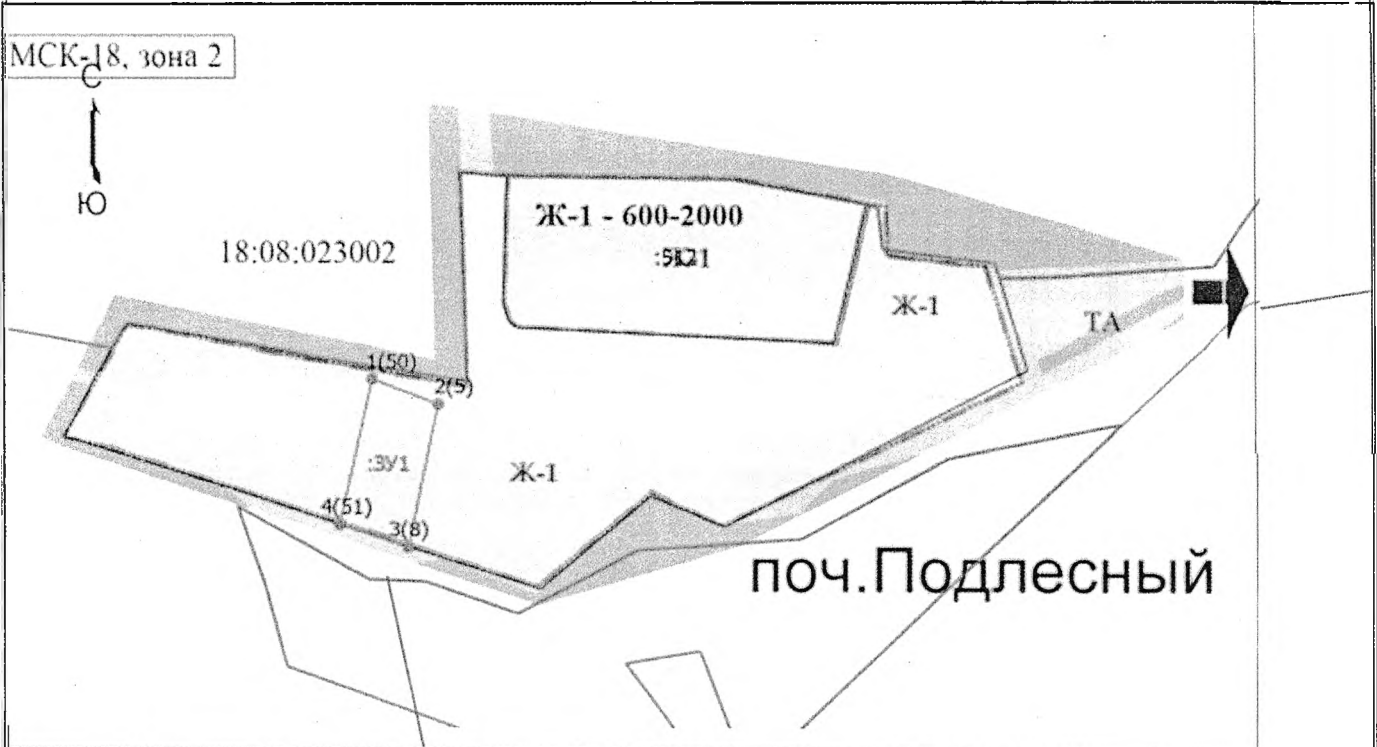 МСК-18, зона 2
С
Ю
Ж-1 - 600-2000
18:08:023002
Ж-1
ТА
1(50)
2(5)
:ЗУ1
Ж-1
4(51)
3(8)
поч.Подлесный